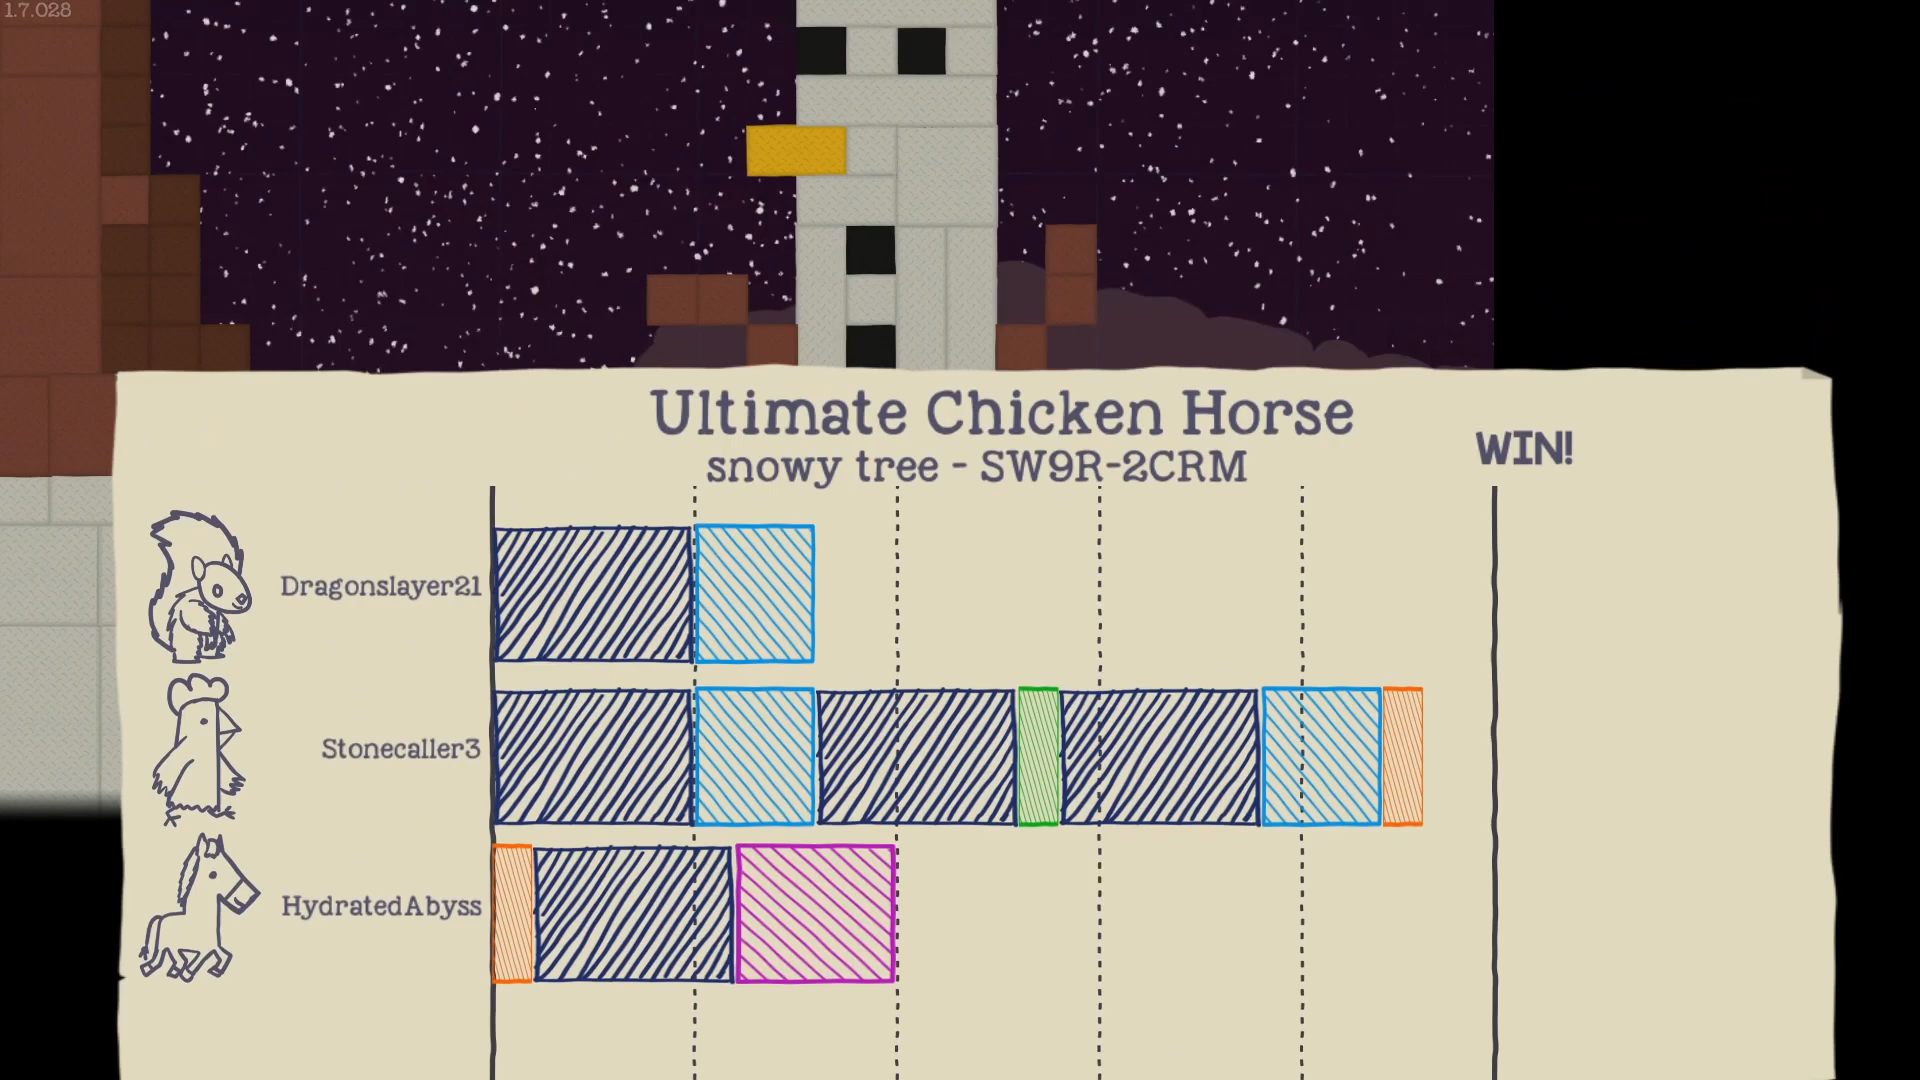 1.7.028
Ultimate Chicken Horse
snowy tree - SW9R-2CRM
WIN!
Dragonslayer21
Stonecaller3
HydratedAbyss